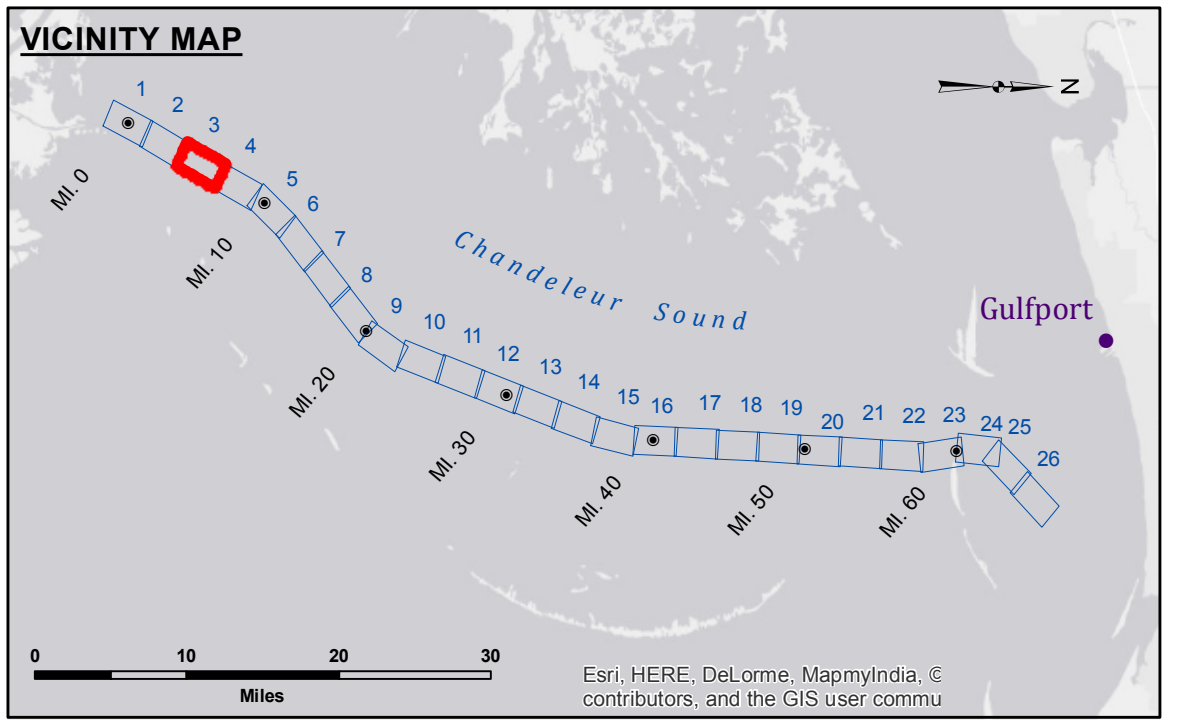 VICINITY MAP
N
1
2
3
4
5
6
7
8
9
10
11
12
13
14
15
16
17
18
19
20
21
22
23
24
25
26
MI. 0
MI. 10
MI. 20
MI. 30
MI. 40
MI. 50
MI. 60
Chandeleur Sound
Gulfport
0 10 20 30
Miles
Esri, HERE, DeLorme, MapmyIndia, ©
contributors, and the GIS user commu